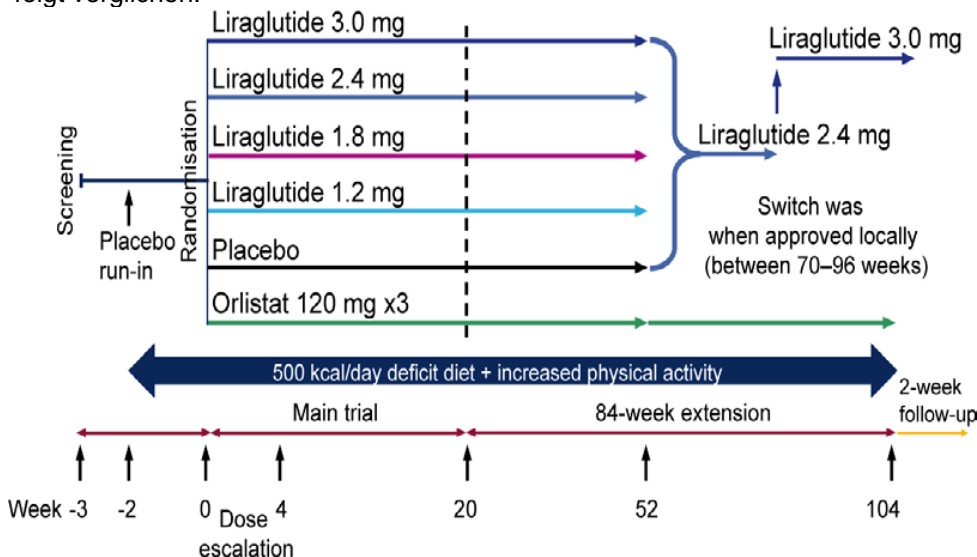 folgt verglichen:
Liraglutide 3.0 mg
Liraglutide 3.0 mg
Liraglutide 2.4 mg
Liraglutide 2.4 mg
Liraglutide 1.8 mg
Liraglutide 1.2 mg
Screening
Randomisation
Placebo
run-in
Switch was
when approved locally
(between 70–96 weeks)
Placebo
Orlistat 120 mg x3
500 kcal/day deficit diet + increased physical activity
2-week
follow-up
Main trial
84-week extension
Week -3 -2 0 4 20 52 104
Dose
escalation